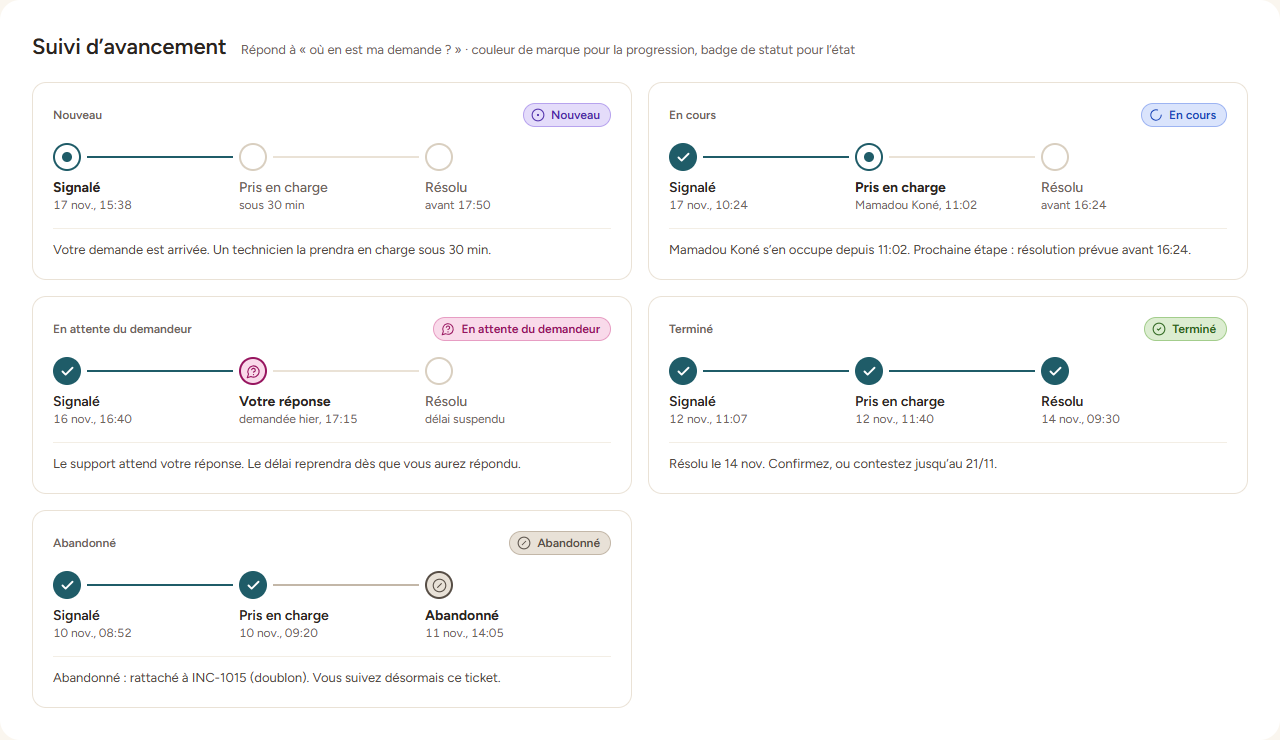 Suivi d’avancement Répond à « où en est ma demande ? » · couleur de marque pour la progression, badge de statut pour l’état
Nouveau
Nouveau
Signalé
17 nov., 15:38
Pris en charge
sous 30 min
Résolu
avant 17:50
Votre demande est arrivée. Un technicien la prendra en charge sous 30 min.
En cours
En cours
Signalé
17 nov., 10:24
Pris en charge
Mamadou Koné, 11:02
Résolu
avant 16:24
Mamadou Koné s’en occupe depuis 11:02. Prochaine étape : résolution prévue avant 16:24.
En attente du demandeur
En attente du demandeur
Signalé
16 nov., 16:40
Votre réponse
demandée hier, 17:15
Résolu
délai suspendu
Le support attend votre réponse. Le délai reprendra dès que vous aurez répondu.
Terminé
Terminé
Signalé
12 nov., 11:07
Pris en charge
12 nov., 11:40
Résolu
14 nov., 09:30
Résolu le 14 nov. Confirmez, ou contestez jusqu’au 21/11.
Abandonné
Abandonné
Signalé
10 nov., 08:52
Pris en charge
10 nov., 09:20
Abandonné
11 nov., 14:05
Abandonné : rattaché à INC-1015 (doublon). Vous suivez désormais ce ticket.